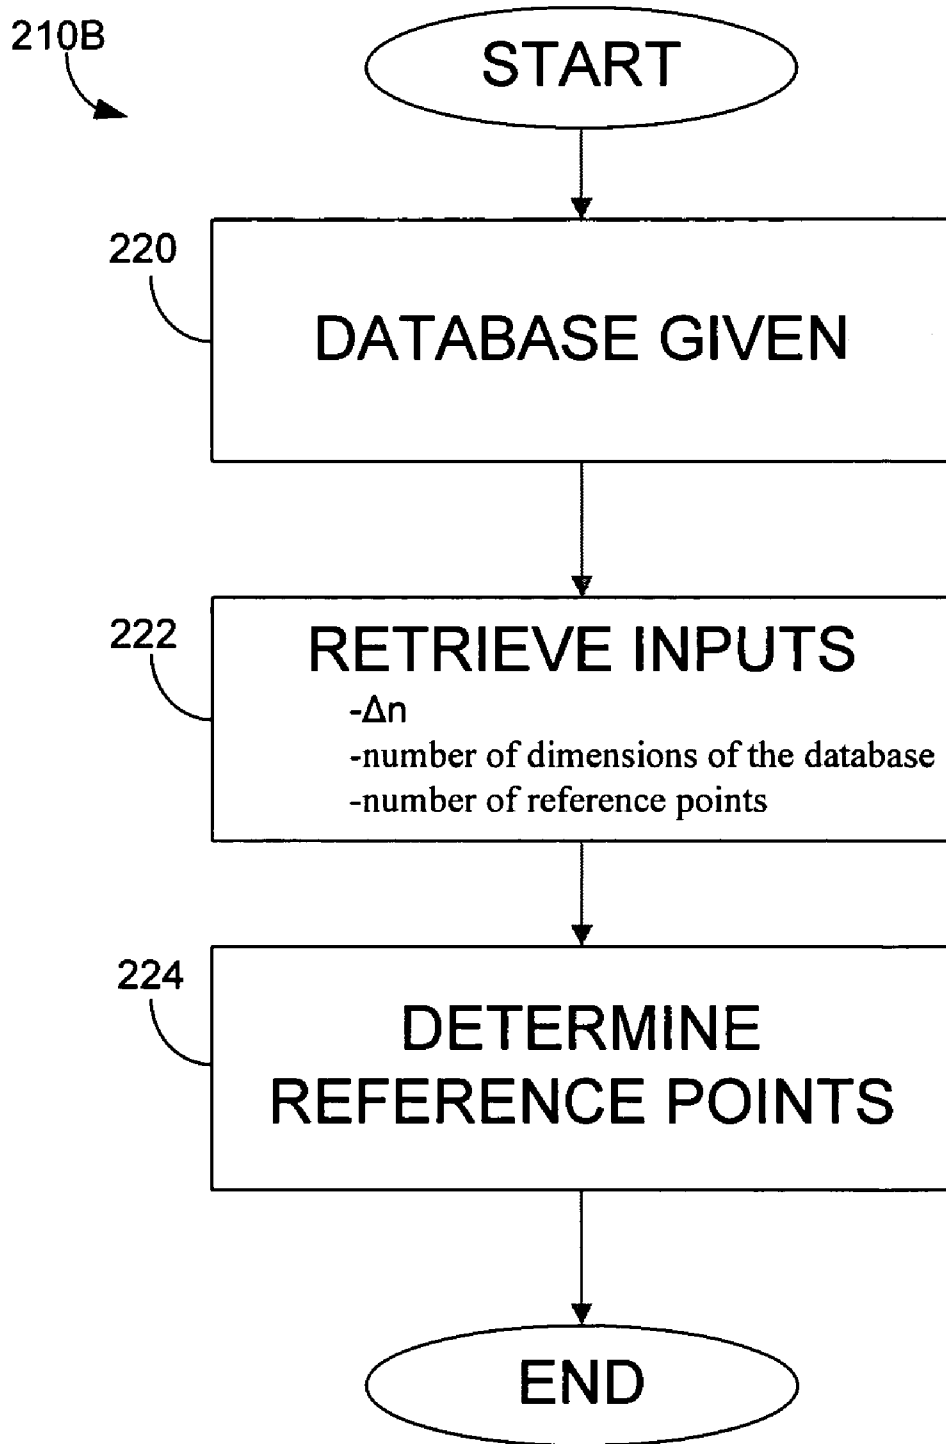 210B
START
220
DATABASE GIVEN
222
RETRIEVE INPUTS
-Δn
-number of dimensions of the database
-number of reference points
224
DETERMINE
REFERENCE POINTS
END